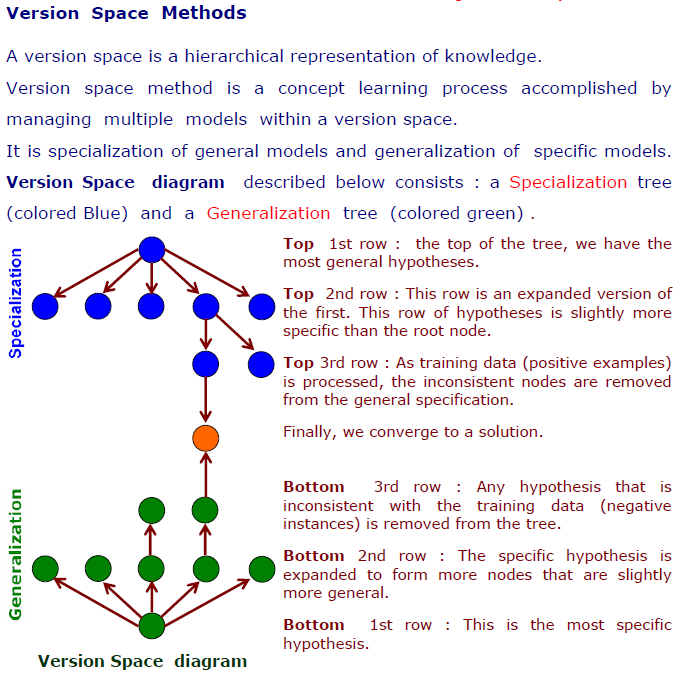 Version Space Methods
A version space is a hierarchical representation of knowledge.
Version space method is a concept learning process accomplished by
managing multiple models within a version space.
It is specialization of general models and generalization of specific models.
Version Space diagram described below consists : a Specialization tree
(colored Blue) and a Generalization tree (colored green) .
Specialization
Top 1st row : the top of the tree, we have the
most general hypotheses.
Top 2nd row : This row is an expanded version of
the first. This row of hypotheses is slightly more
specific than the root node.
Top 3rd row : As training data (positive examples)
is processed, the inconsistent nodes are removed
from the general specification.
Finally, we converge to a solution.
Generalization
Bottom 3rd row : Any hypothesis that is
inconsistent with the training data (negative
instances) is removed from the tree.
Bottom 2nd row : The specific hypothesis is
expanded to form more nodes that are slightly
more general.
Bottom 1st row : This is the most specific
hypothesis.
Version Space diagram